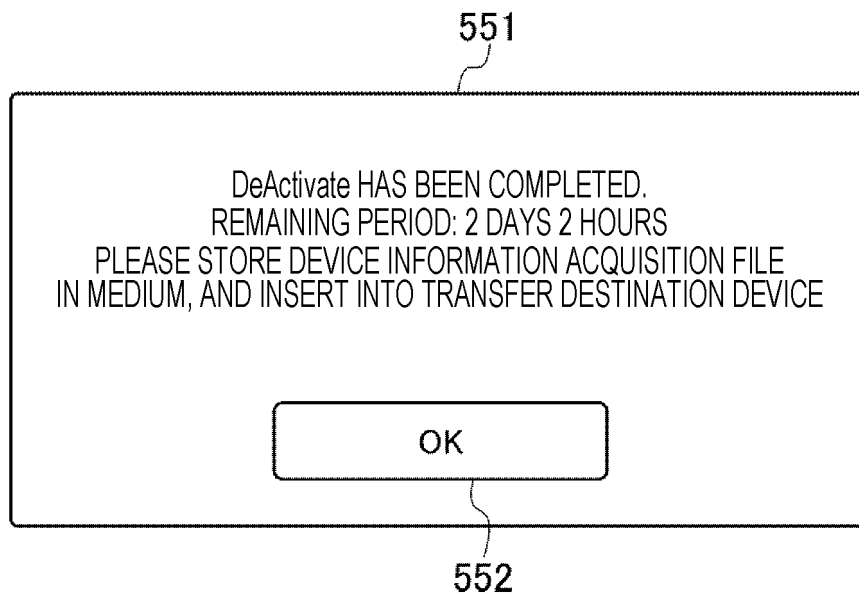 551
DeActivate HAS BEEN COMPLETED.
REMAINING PERIOD: 2 DAYS 2 HOURS
PLEASE STORE DEVICE INFORMATION ACQUISITION FILE
IN MEDIUM, AND INSERT INTO TRANSFER DESTINATION DEVICE
OK
552